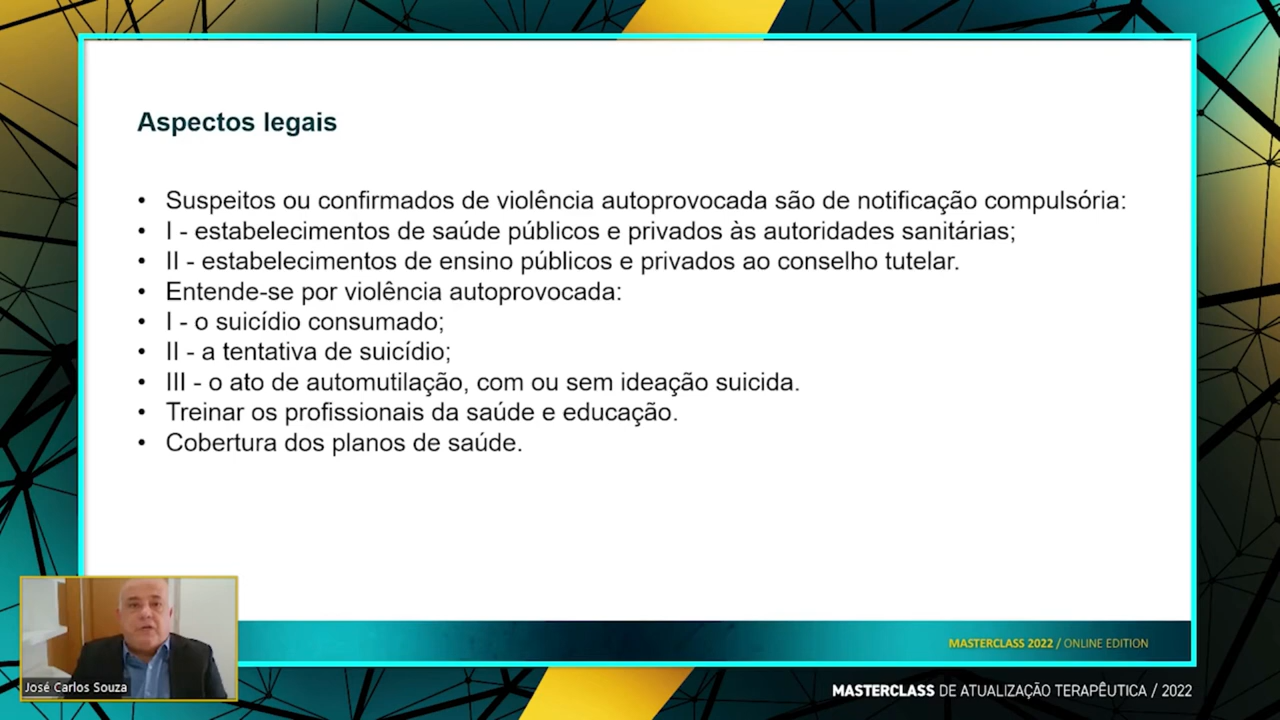 Aspectos legais
• Suspeitos ou confirmados de violência autoprovocada são de notificação compulsória:
• I - estabelecimentos de saúde públicos e privados às autoridades sanitárias;
• II - estabelecimentos de ensino públicos e privados ao conselho tutelar.
• Entende-se por violência autoprovocada:
• I - o suicídio consumado;
• II - a tentativa de suicídio;
• III - o ato de automutilação, com ou sem ideação suicida.
• Treinar os profissionais da saúde e educação.
• Cobertura dos planos de saúde.
MASTERCLASS 2022 / ONLINE EDITION
José Carlos Souza
MASTERCLASS DE ATUALIZAÇÃO TERAPÊUTICA / 2022